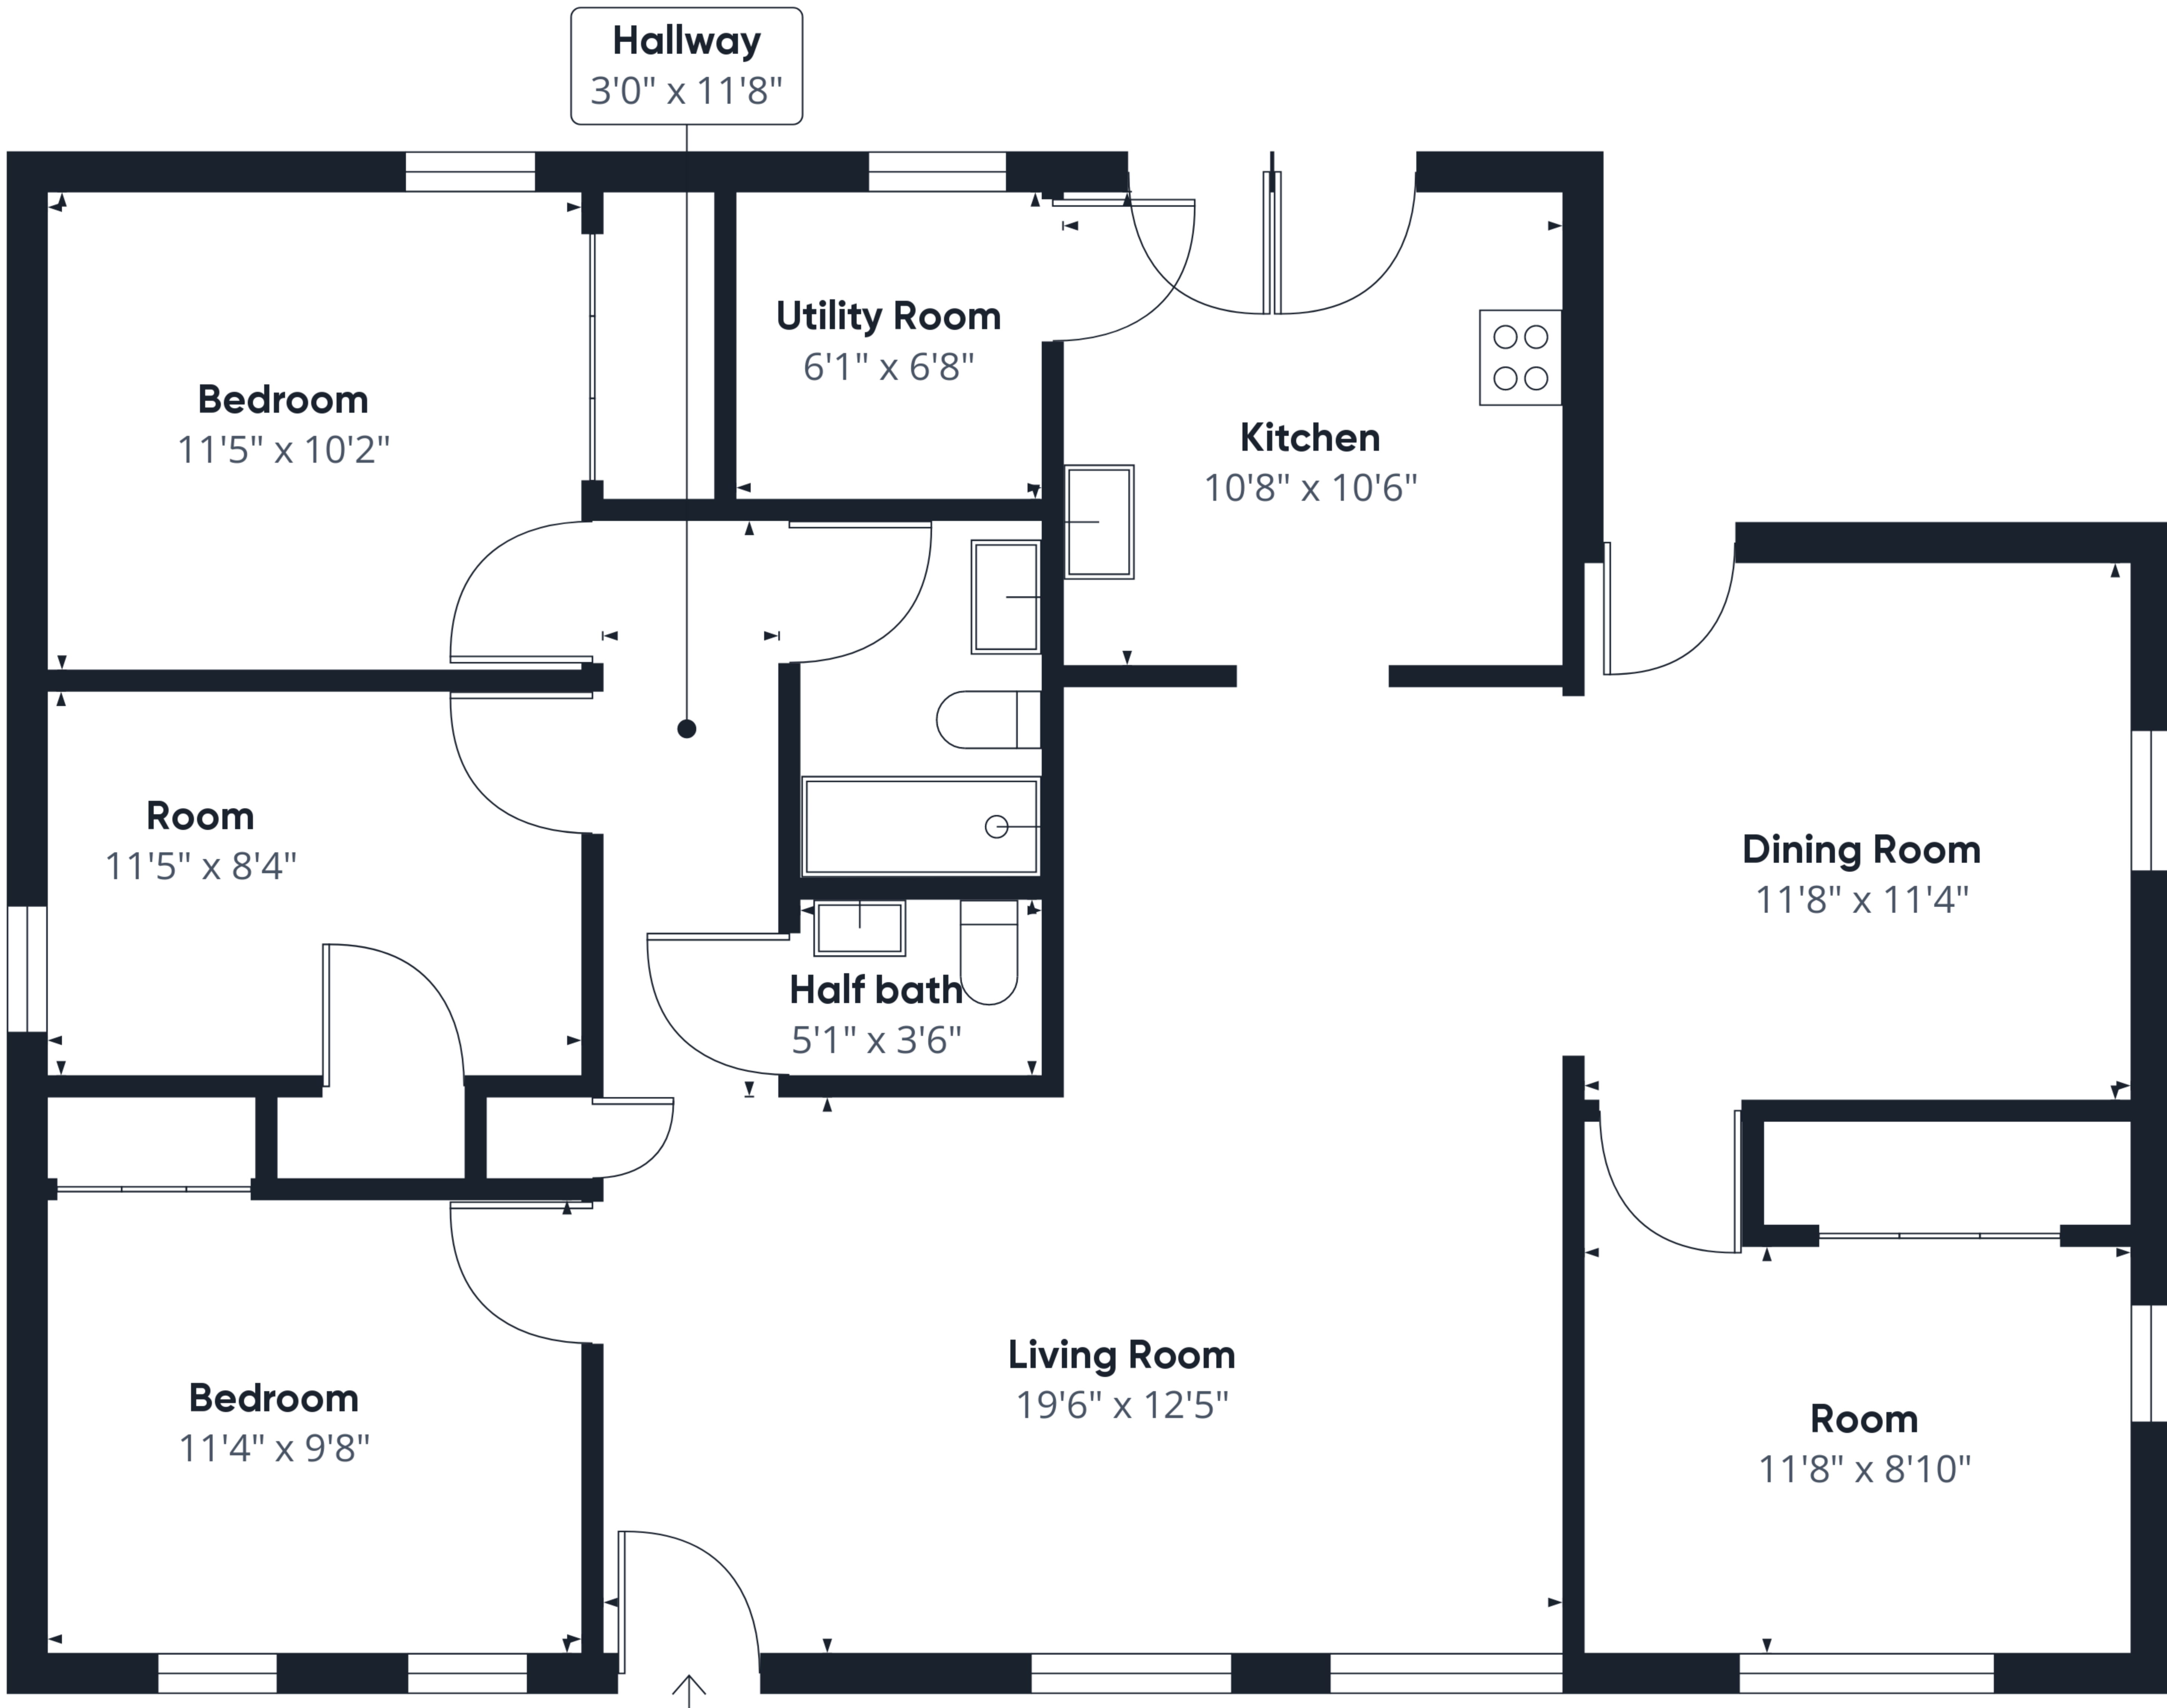 Hallway
3'0" x 11'8"
Utility Room
6'1" x 6'8"
Bedroom
11'5" x 10'2"
Kitchen
10'8" x 10'6"
Room
11'5" x 8'4"
Dining Room
11'8" x 11'4"
Half bath
5'1" x 3'6"
Living Room
19'6" x 12'5"
Bedroom
11'4" x 9'8"
Room
11'8" x 8'10"